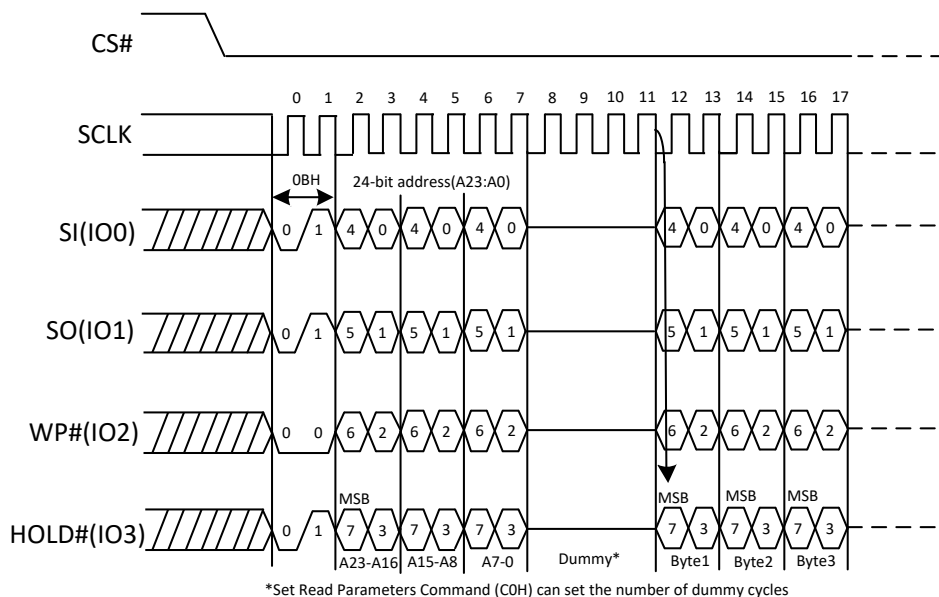 CS#
0 1 2 3 4 5 6 7 8 9 10 11 12 13 14 15 16 17
SCLK
0BH 24-bit address(A23:A0)
SI(IO0) 0 1 4 0 4 0 4 0 4 0 4 0 4 0
SO(IO1) 0 1 5 1 5 1 5 1 5 1 5 1 5 1
WP#(IO2) 0 0 6 2 6 2 6 2 6 2 6 2 6 2
MSB MSB MSB MSB
HOLD#(IO3) 0 1 7 3 7 3 7 3 7 3 7 3 7 3
A23-A16 A15-A8 A7-0 Dummy* Byte1 Byte2 Byte3
*Set Read Parameters Command (C0H) can set the number of dummy cycles